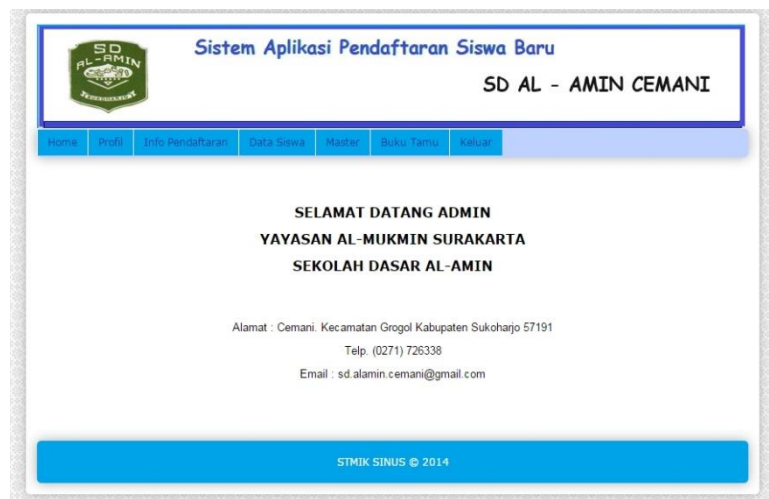 Sistem Aplikasi Pendaftaran Siswa Baru
SD AL - AMIN CEMANI
SD
AL-AMIN
SUKOHARJO
Home Profil Info Pendaftaran Data Siswa Master Buku Tamu Keluar
SELAMAT DATANG ADMIN
YAYASAN AL-MUKMIN SURAKARTA
SEKOLAH DASAR AL-AMIN
Alamat : Cemani. Kecamatan Grogol Kabupaten Sukoharjo 57191
Telp. (0271) 726338
Email : sd.alamin.cemani@gmail.com
STMIK SINUS © 2014